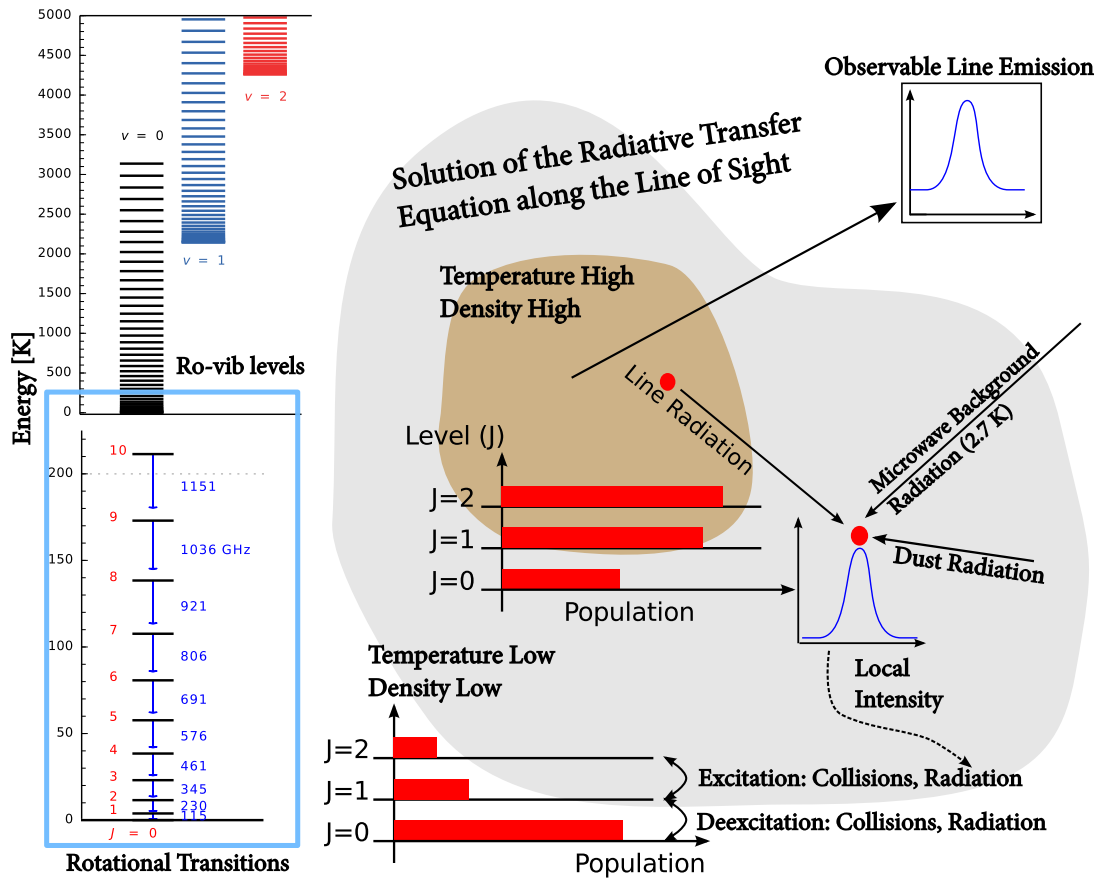 5000
4500
4000
3500
3000
2500
2000
1500
1000
500
0
Energy [K]
v = 0
v = 1
v = 2
Ro-vib levels
200
150
100
50
0
10
9
8
7
6
5
4
3
2
1
J = 0
1151
1036 GHz
921
806
691
576
461
345
230
115
Rotational Transitions
Observable Line Emission
Solution of the Radiative Transfer
Equation along the Line of Sight
Temperature High
Density High
Line Radiation
Microwave Background
Radiation (2.7 K)
Dust Radiation
Level (J)
J=2
J=1
J=0
Population
Local
Intensity
Temperature Low
Density Low
J=2
J=1
J=0
Population
Excitation: Collisions, Radiation
Deexcitation: Collisions, Radiation